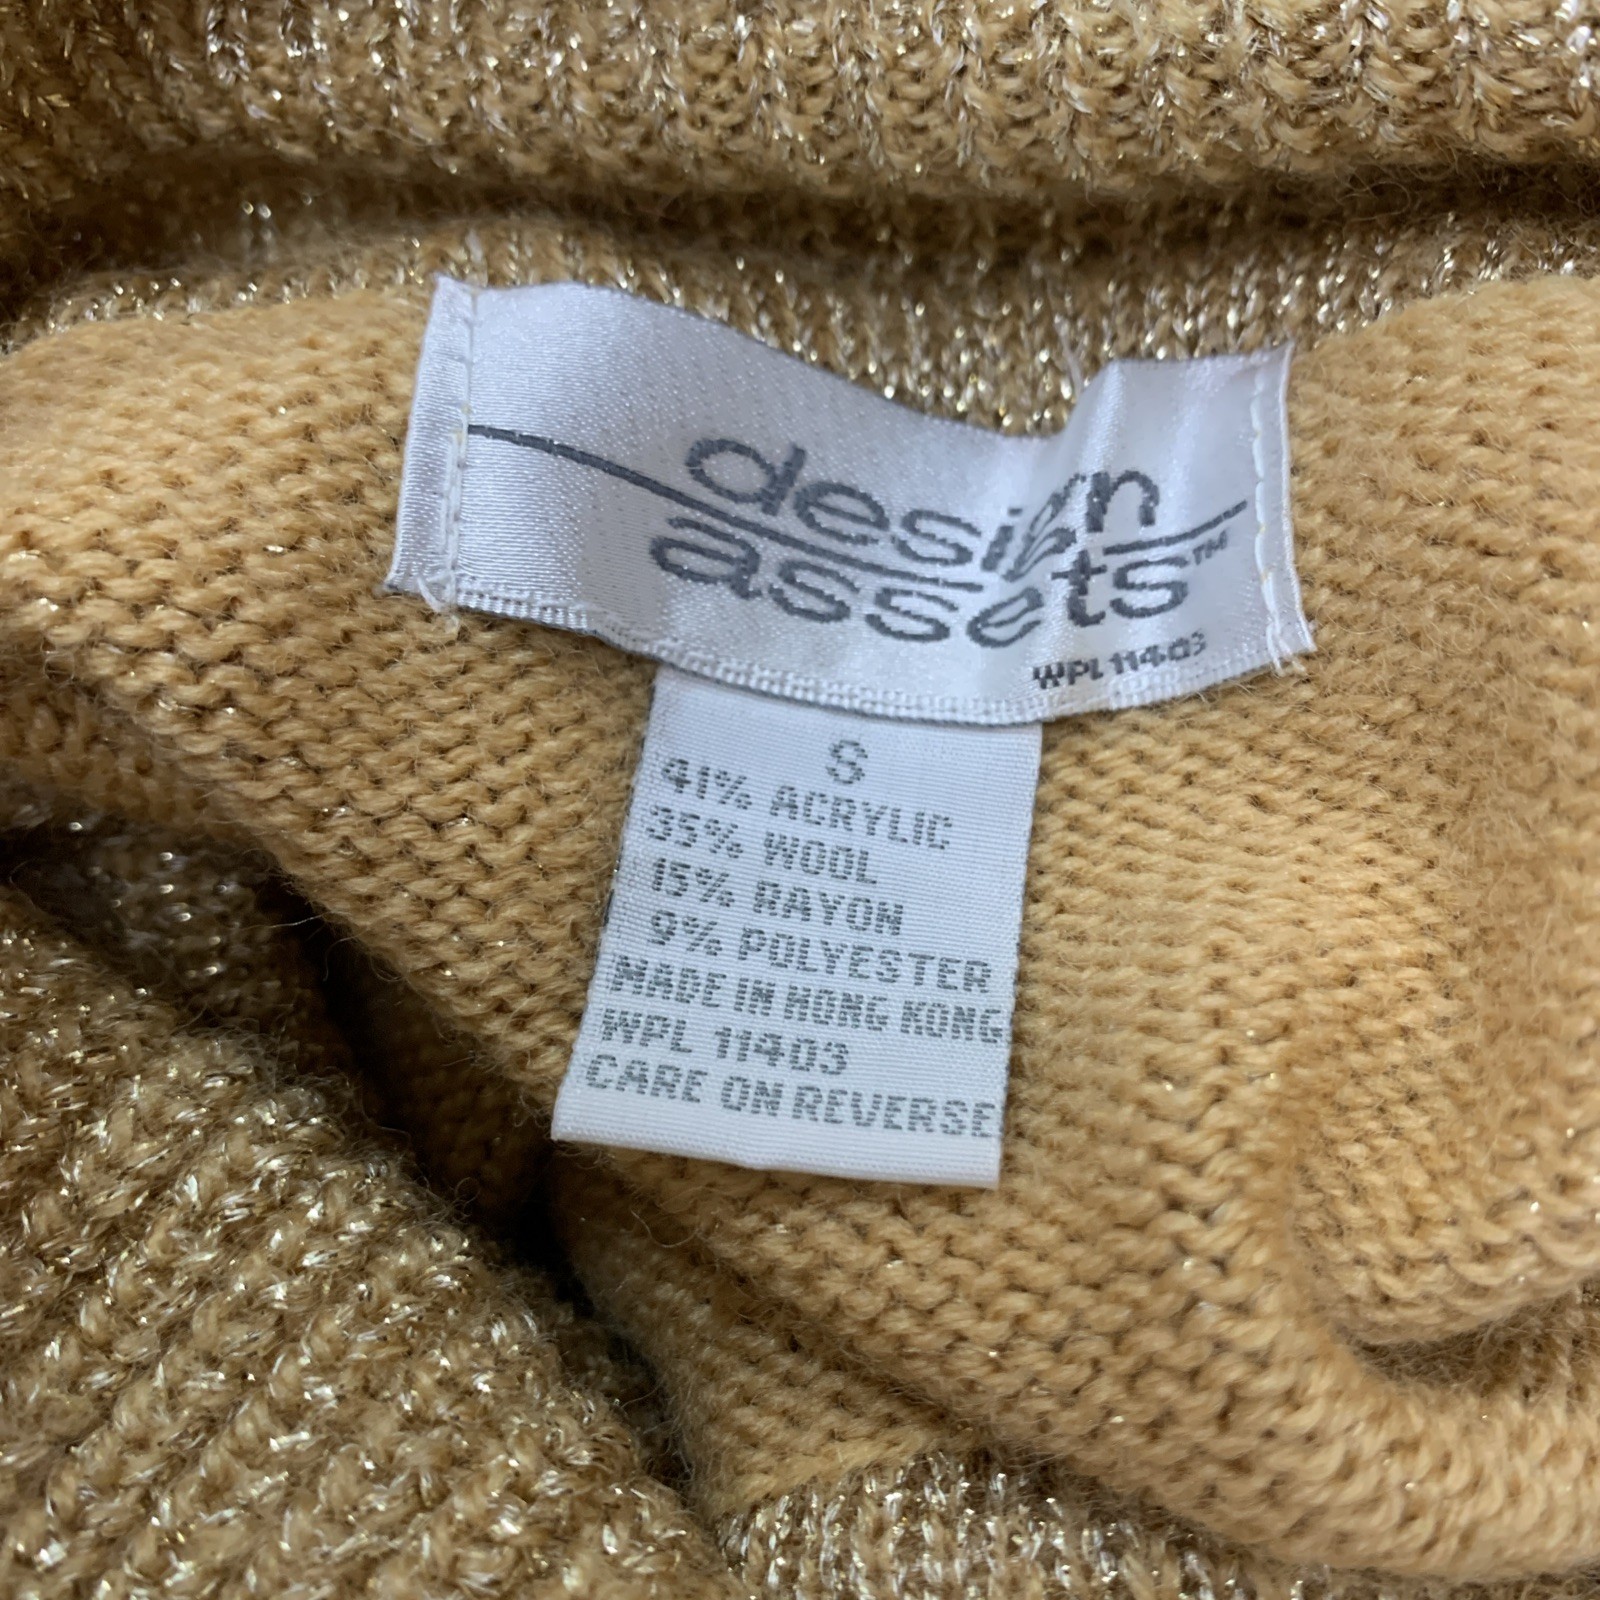 design
assets™
WPL 11403
S
41% ACRYLIC
35% WOOL
15% RAYON
9% POLYESTER
MADE IN HONG KONG
WPL 11403
CARE ON REVERSE